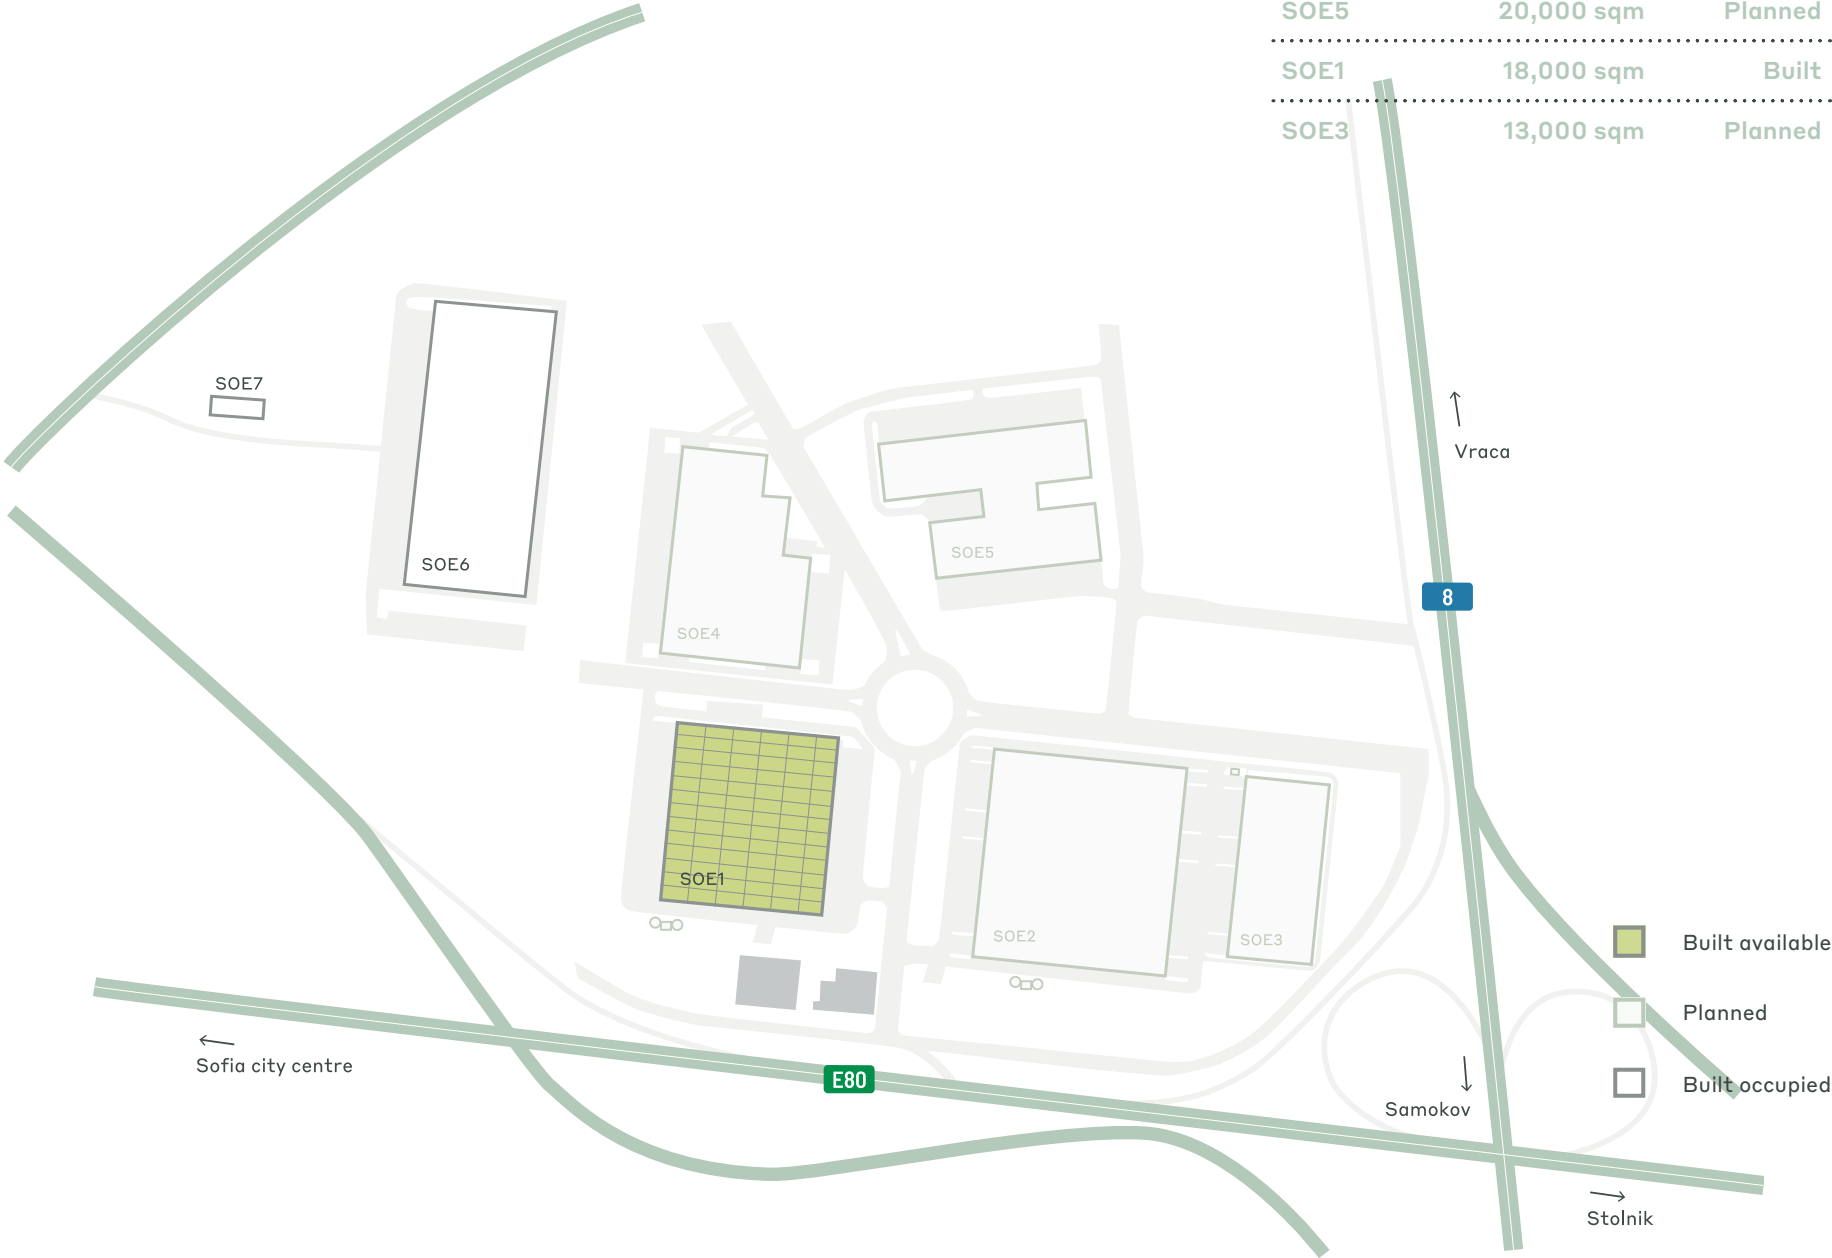 SOE5 20,000 sqm Planned
SOE1 18,000 sqm Built
SOE3 13,000 sqm Planned
SOE7
Vraca
SOE5
SOE6
8
SOE4
SOE1
SOE2
SOE3
Built available
Planned
Sofia city centre
E80
Built occupied
Samokov
Stolnik